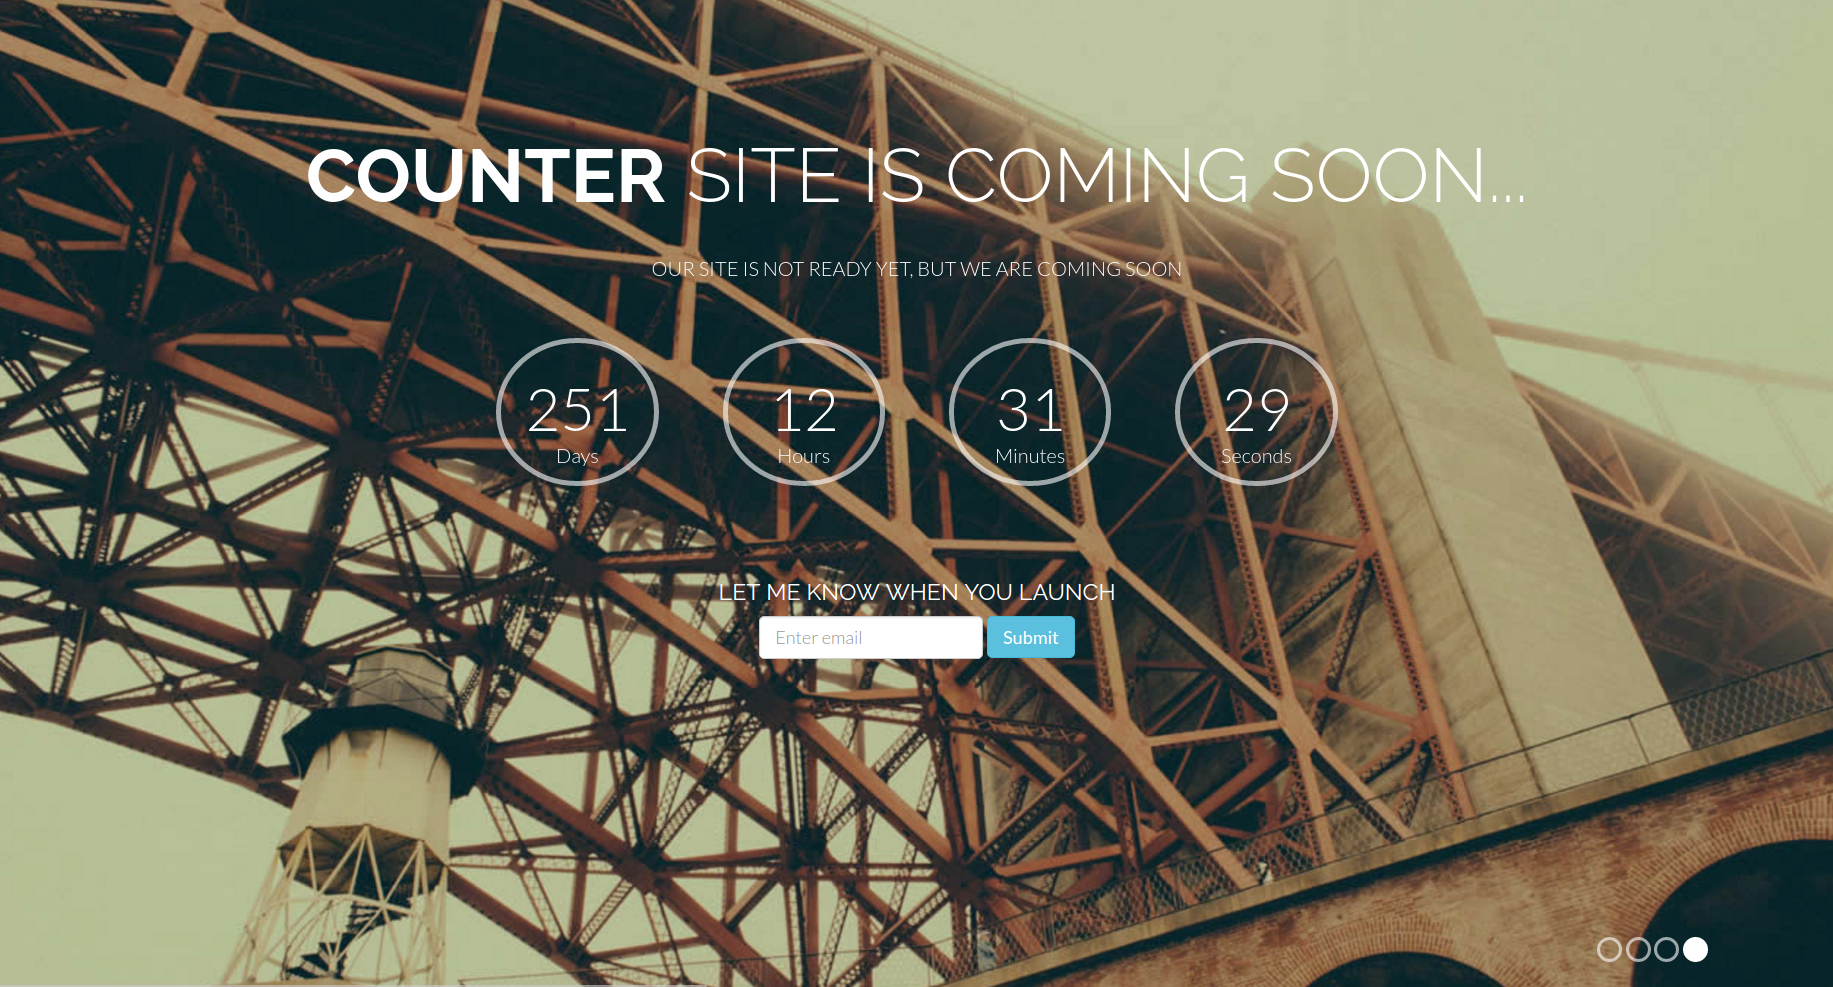 COUNTER SITE IS COMING SOON...
OUR SITE IS NOT READY YET, BUT WE ARE COMING SOON
251 12 31 29
Days Hours Minutes Seconds
LET ME KNOW WHEN YOU LAUNCH
Enter email Submit